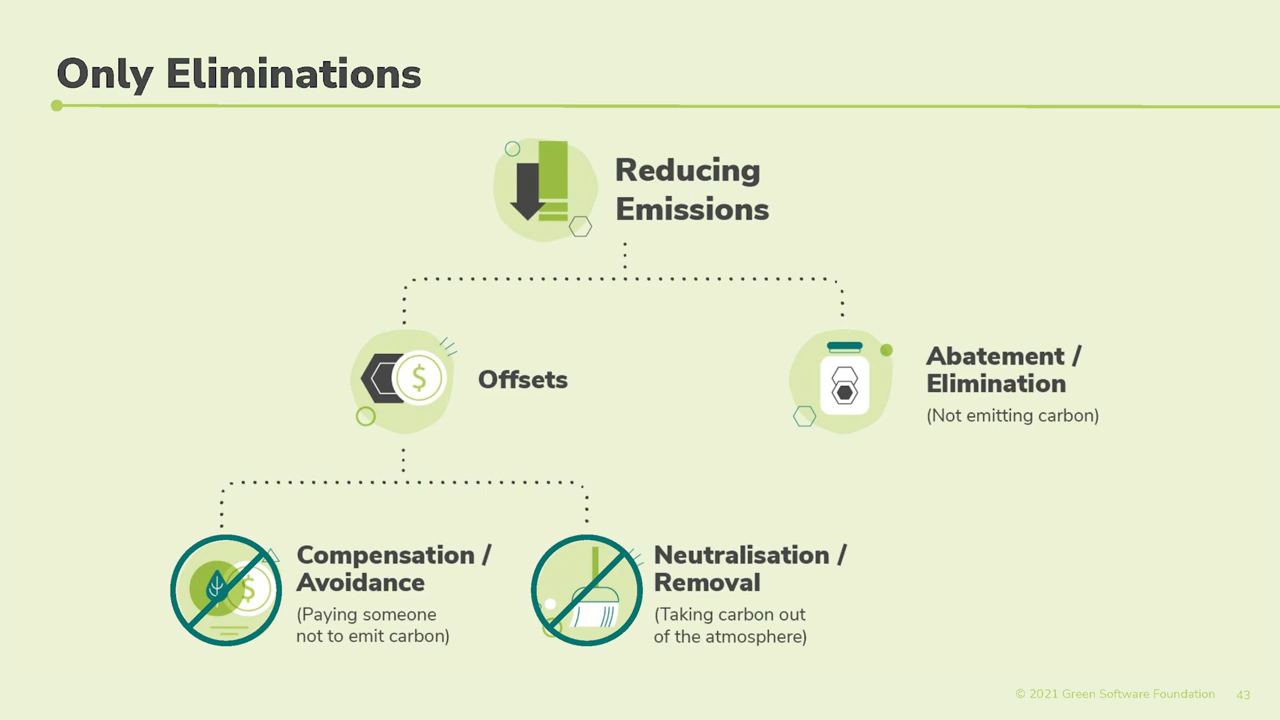 Only Eliminations
Reducing
Emissions
$
Offsets
Abatement /
Elimination
(Not emitting carbon)
$
Compensation /
Avoidance
(Paying someone
not to emit carbon)
Neutralisation /
Removal
(Taking carbon out
of the atmosphere)
© 2021 Green Software Foundation 43